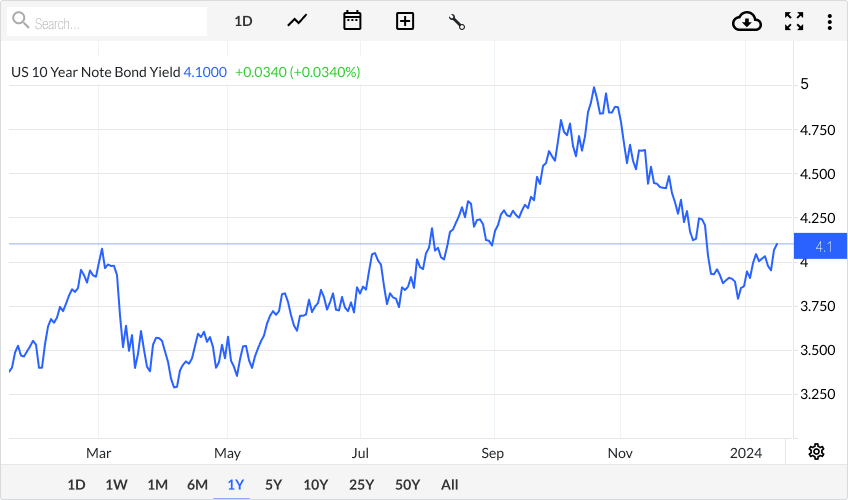 Search...
1D
US 10 Year Note Bond Yield 4.1000 +0.0340 (+0.0340%)
5
4.750
4.500
4.250
4.1
4
3.750
3.500
3.250
Mar May Jul Sep Nov 2024
1D 1W 1M 6M 1Y 5Y 10Y 25Y 50Y All